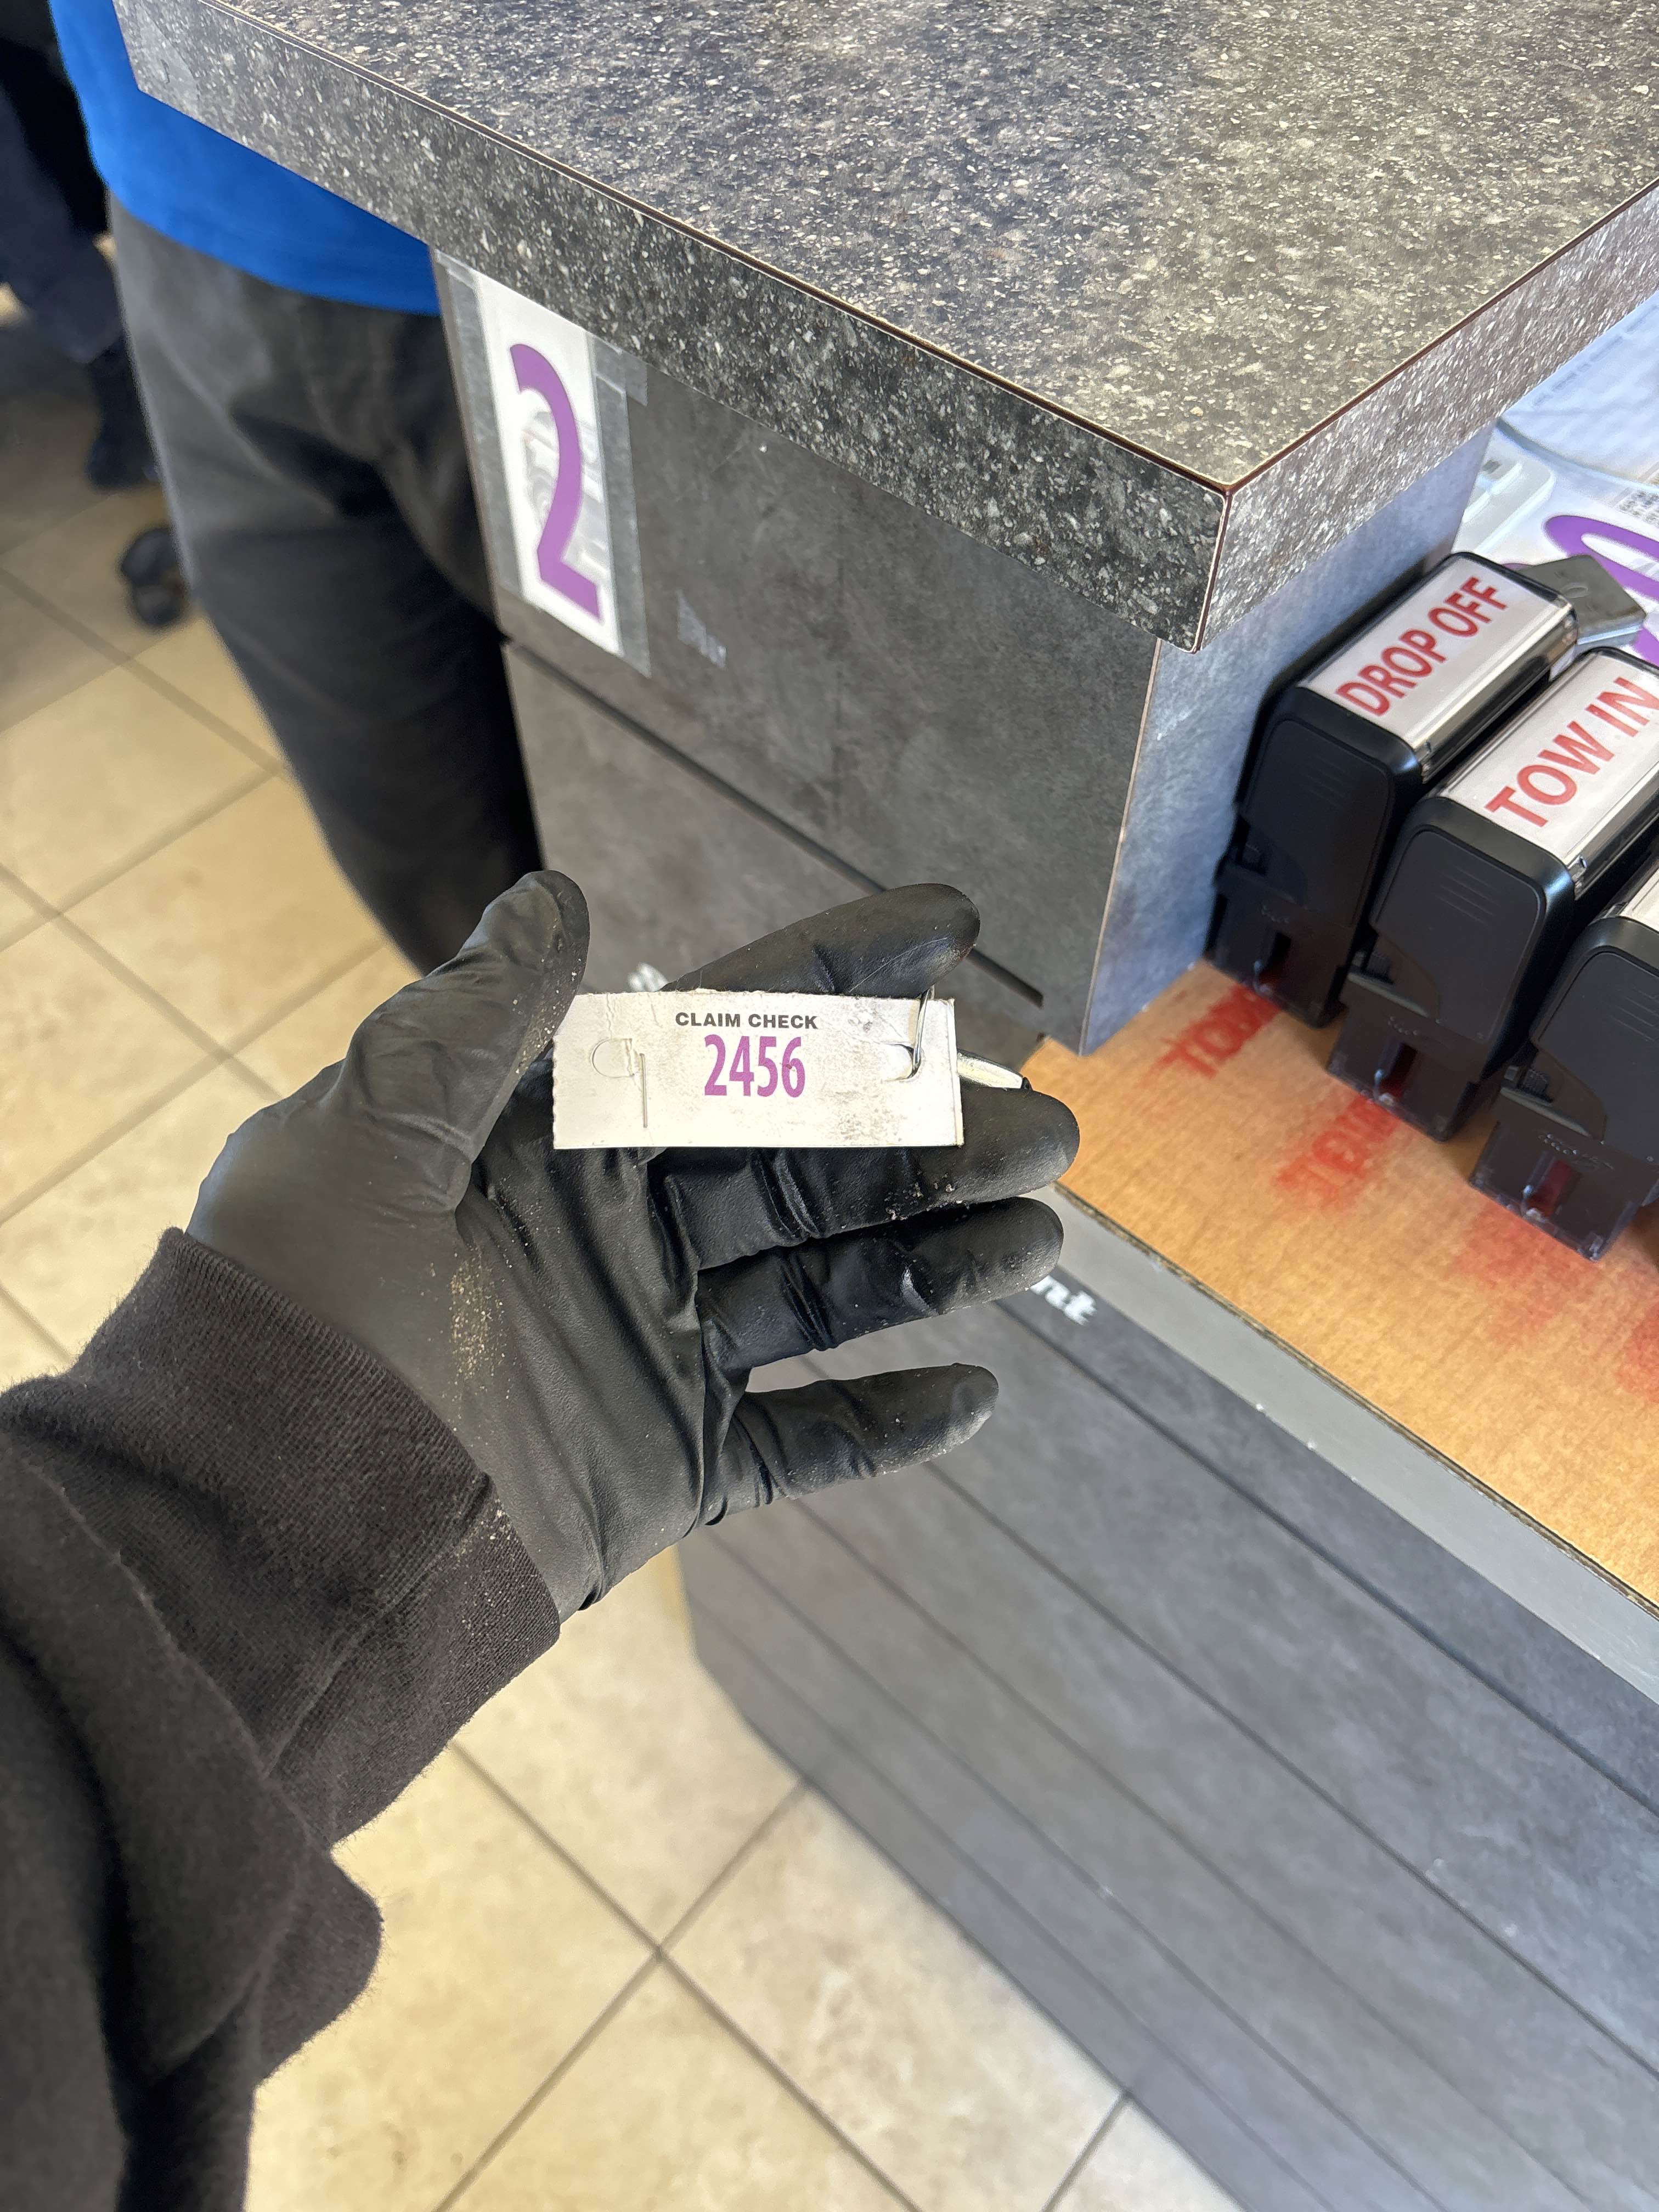 2
DROP OFF
TOW IN
CLAIM CHECK
2456